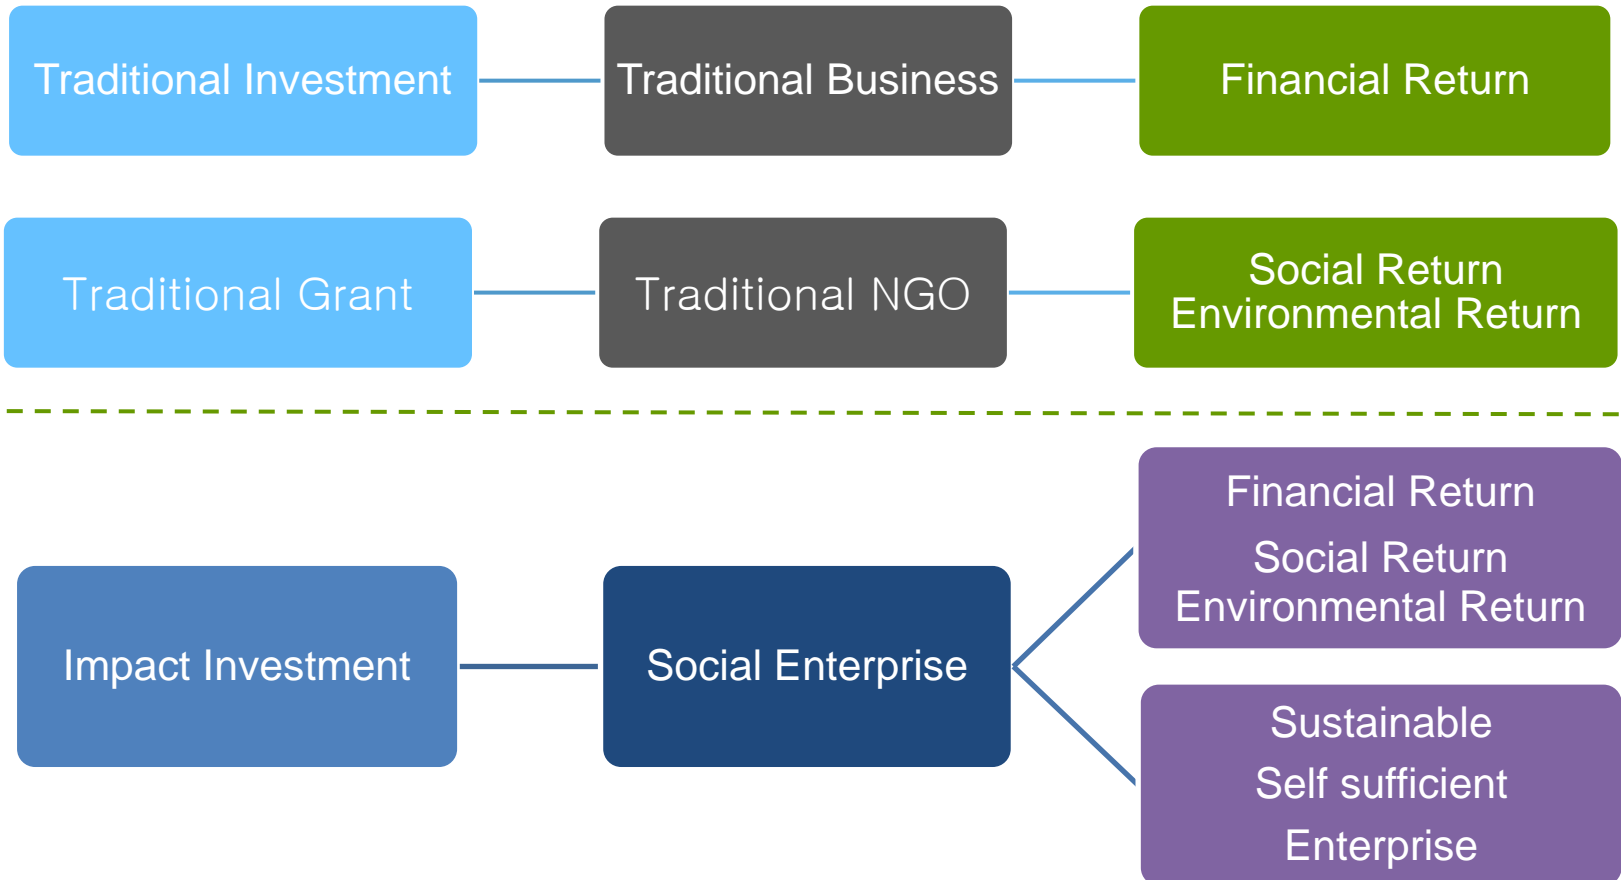 Traditional Investment
Traditional Business
Financial Return
Traditional Grant
Traditional NGO
Social Return
Environmental Return
Impact Investment
Social Enterprise
Financial Return
Social Return
Environmental Return
Sustainable
Self sufficient
Enterprise